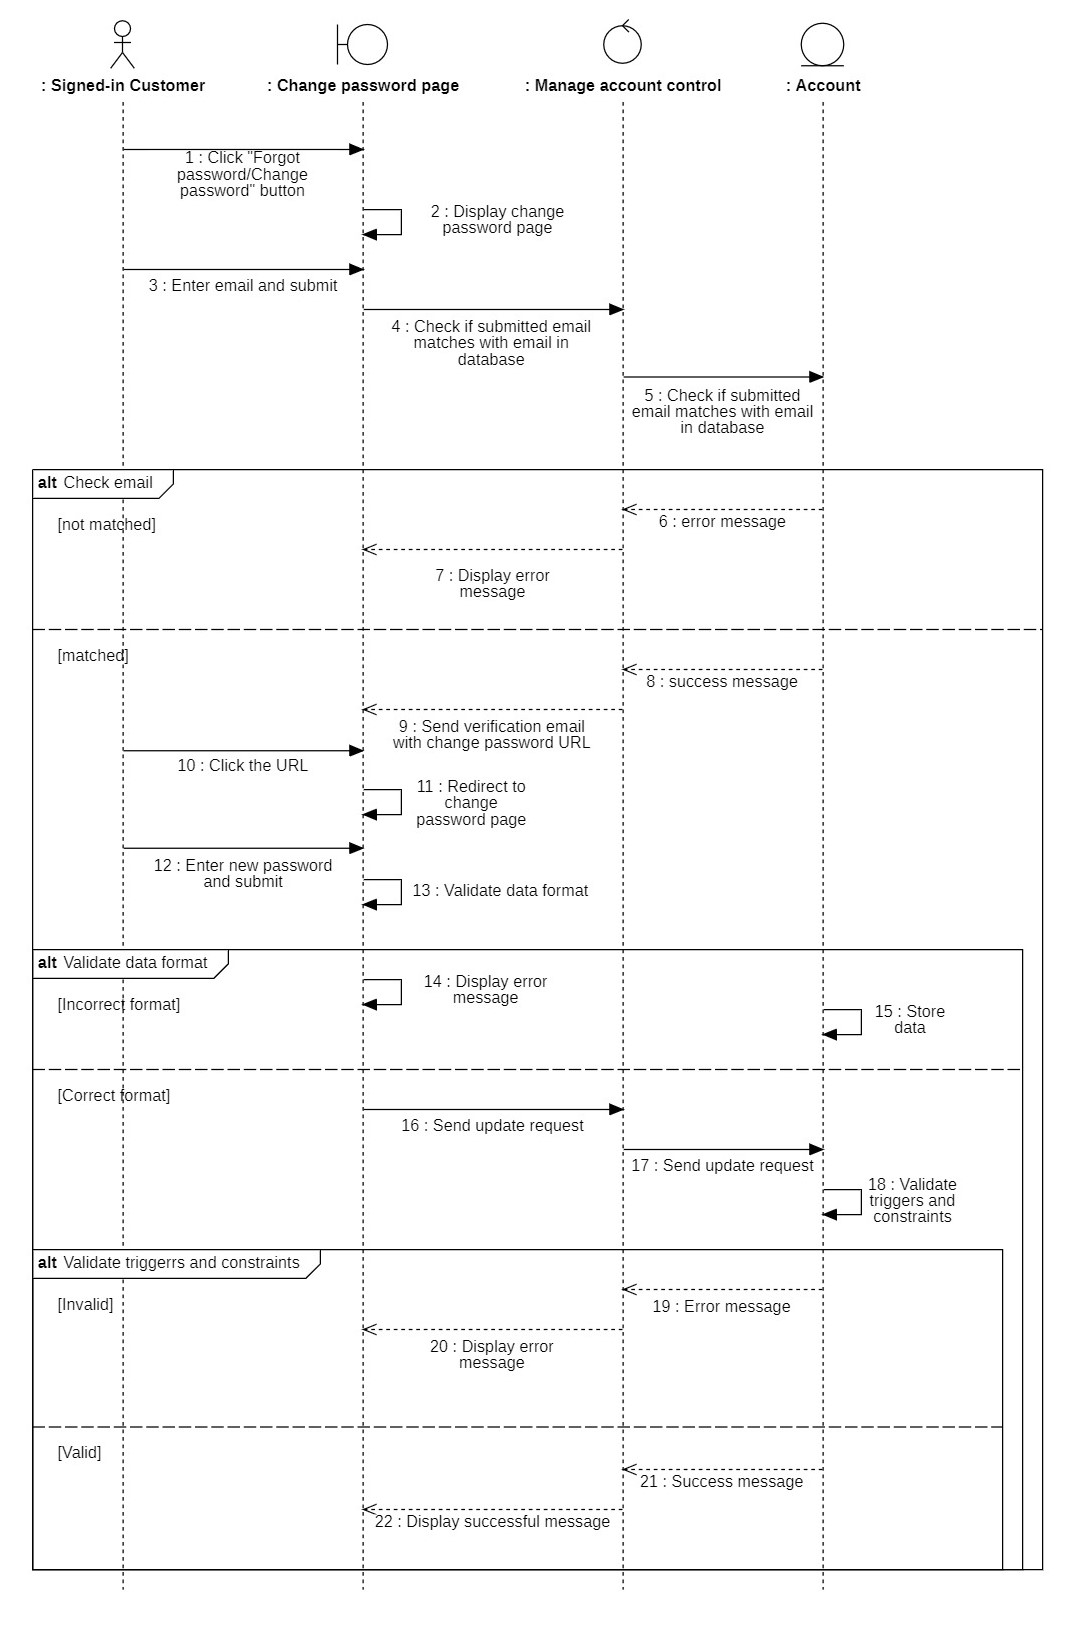 : Signed-in Customer
: Change password page
: Manage account control
: Account
1 : Click "Forgot
password/Change
password" button
2 : Display change
password page
3 : Enter email and submit
4 : Check if submitted email
matches with email in
database
5 : Check if submitted
email matches with email
in database
alt Check email
[not matched]
6 : error message
7 : Display error
message
[matched]
8 : success message
9 : Send verification email
with change password URL
10 : Click the URL
11 : Redirect to
change
password page
12 : Enter new password
and submit
13 : Validate data format
alt Validate data format
[Incorrect format]
14 : Display error
message
15 : Store
data
[Correct format]
16 : Send update request
17 : Send update request
18 : Validate
triggers and
constraints
alt Validate triggerrs and constraints
[Invalid]
19 : Error message
20 : Display error
message
[Valid]
21 : Success message
22 : Display successful message